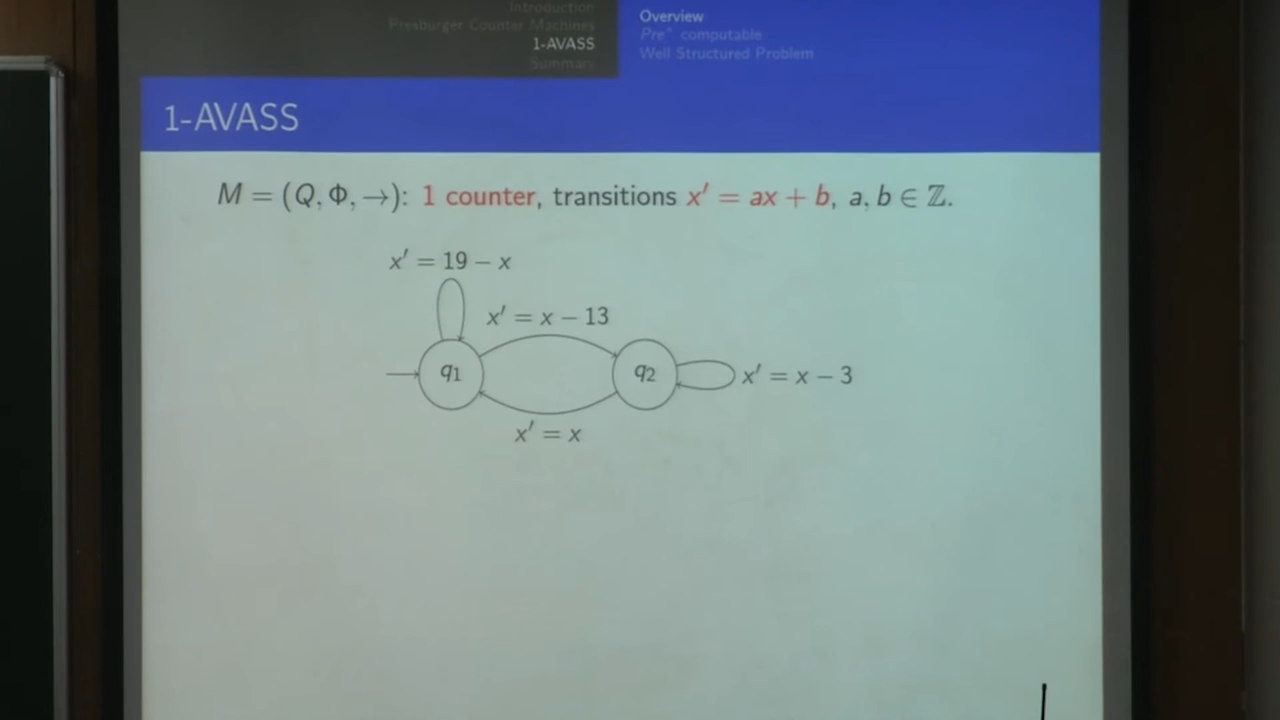 Introduction
Presburger Counter Machines
1-AVASS
Summary
Overview
Pre* computable
Well Structured Problem
1-AVASS
M = (Q, Φ, →): 1 counter, transitions x′ = ax + b, a, b ∈ ℤ.
x′ = 19 − x
x′ = x − 13
q₁
q₂
x′ = x − 3
x′ = x